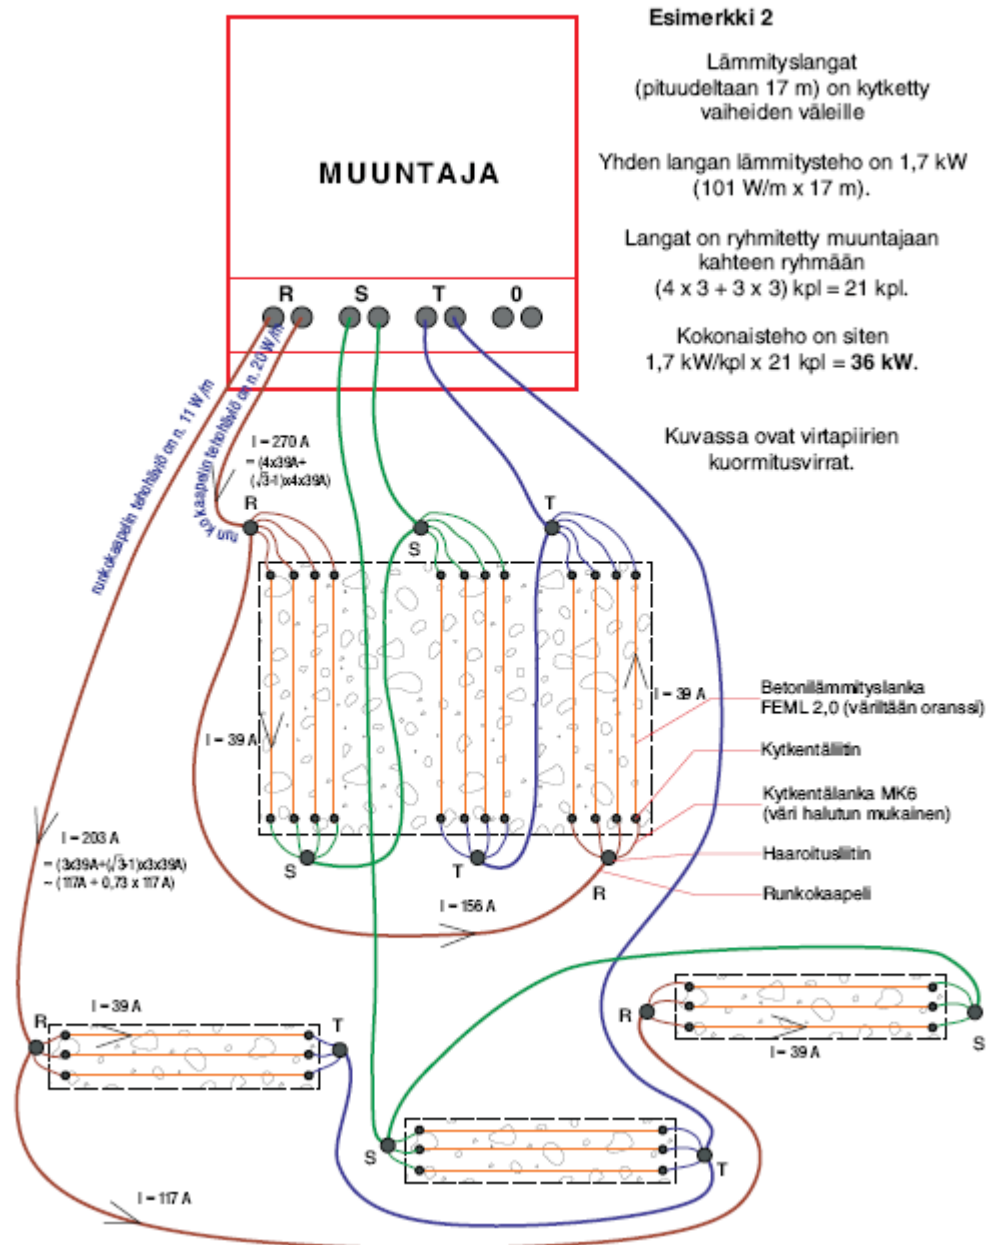 Esimerkki 2
Lämmityslangat
(pituudeltaan 17 m) on kytketty
vaiheiden väleille
MUUNTAJA
Yhden langan lämmitysteho on 1,7 kW
(101 W/m x 17 m).
Langat on ryhmitetty muuntajaan
kahteen ryhmään
(4 x 3 + 3 x 3) kpl = 21 kpl.
R S T 0
Kokonaisteho on siten
1,7 kW/kpl x 21 kpl = 36 kW.
Kuvassa ovat virtapiirien
kuormitusvirrat.
runkokaapelin tehohäviö on n. 11 W/m
runkokaapelin tehohäviö on n. 20 W/m
I = 270 A
= (4x39A+
(√3-1)x4x39A)
R
S
T
I = 39 A
I = 39 A
Betonilämmityslanka
FEML 2,0 (väriltään oranssi)
Kytkentäliitin
Kytkentälanka MK6
(väri halutun mukainen)
Haaroitusliitin
Runkokaapeli
I = 203 A
= (3x39A+(√3-1)x3x39A)
~ (117A + 0,73 x 117 A)
S
T
R
I = 156 A
I = 39 A
R
T
R
I = 39 A
S
S
T
I = 117 A